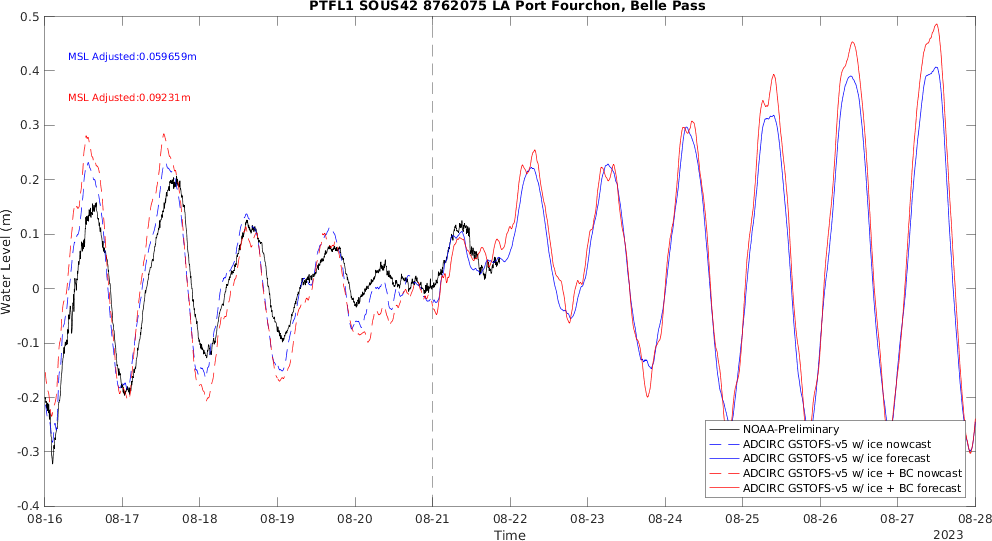 PTFL1 SOUS42 8762075 LA Port Fourchon, Belle Pass
0.5
0.4
0.3
0.2
0.1
0
-0.1
-0.2
-0.3
-0.4
Water Level (m)
MSL Adjusted:0.059659m
MSL Adjusted:0.09231m
NOAA-Preliminary
ADCIRC GSTOFS-v5 w/ ice nowcast
ADCIRC GSTOFS-v5 w/ ice forecast
ADCIRC GSTOFS-v5 w/ ice + BC nowcast
ADCIRC GSTOFS-v5 w/ ice + BC forecast
08-16 08-17 08-18 08-19 08-20 08-21 08-22 08-23 08-24 08-25 08-26 08-27 08-28
Time
2023